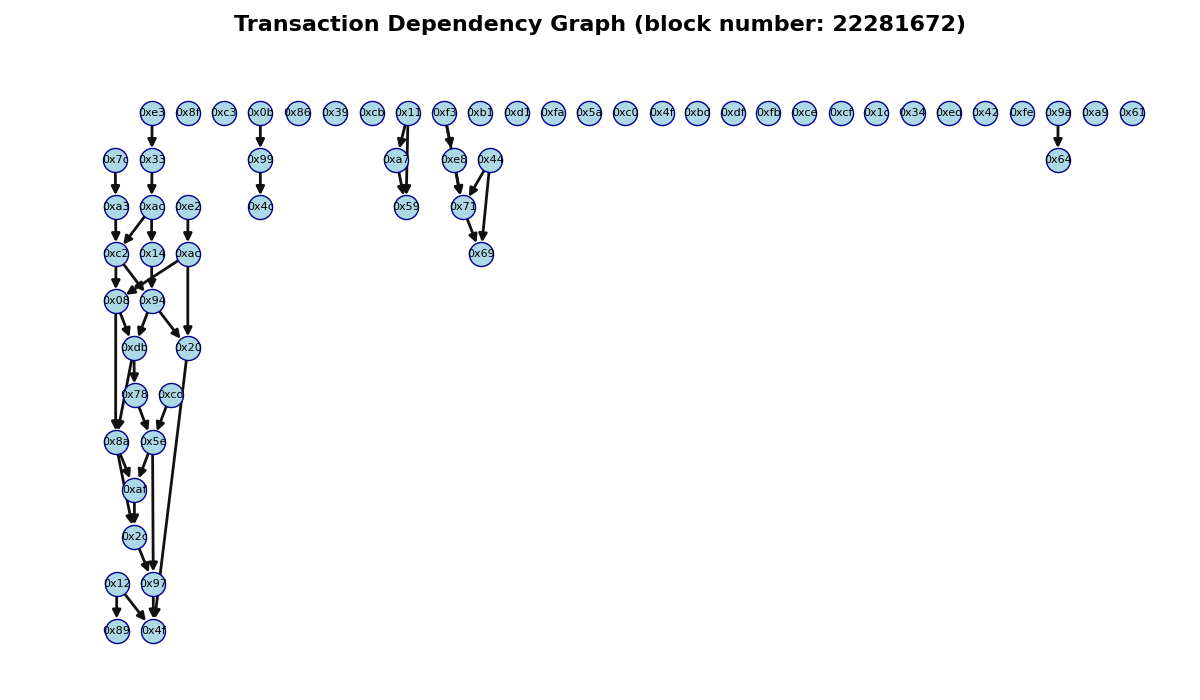 Transaction Dependency Graph (block number: 22281672)
0xe3 0x8f 0xc3 0x0b 0x86 0x39 0xcb 0x11 0xf3 0xb1 0xd1 0xfa 0x5a 0xc0 0x4f 0xbd 0xdf 0xfb 0xce 0xcf 0x1c 0x34 0xed 0x42 0xfe 0x9a 0xa9 0x61
0x7c 0x33 0x99 0xa7 0xe8 0x44 0x64
0xa3 0xac 0xe2 0x4c 0x59 0x71
0xc2 0x14 0xac 0x69
0x08 0x94
0xdb 0x20
0x78 0xcd
0x8a 0x5e
0xaf
0x2c
0x12 0x97
0x89 0x4f